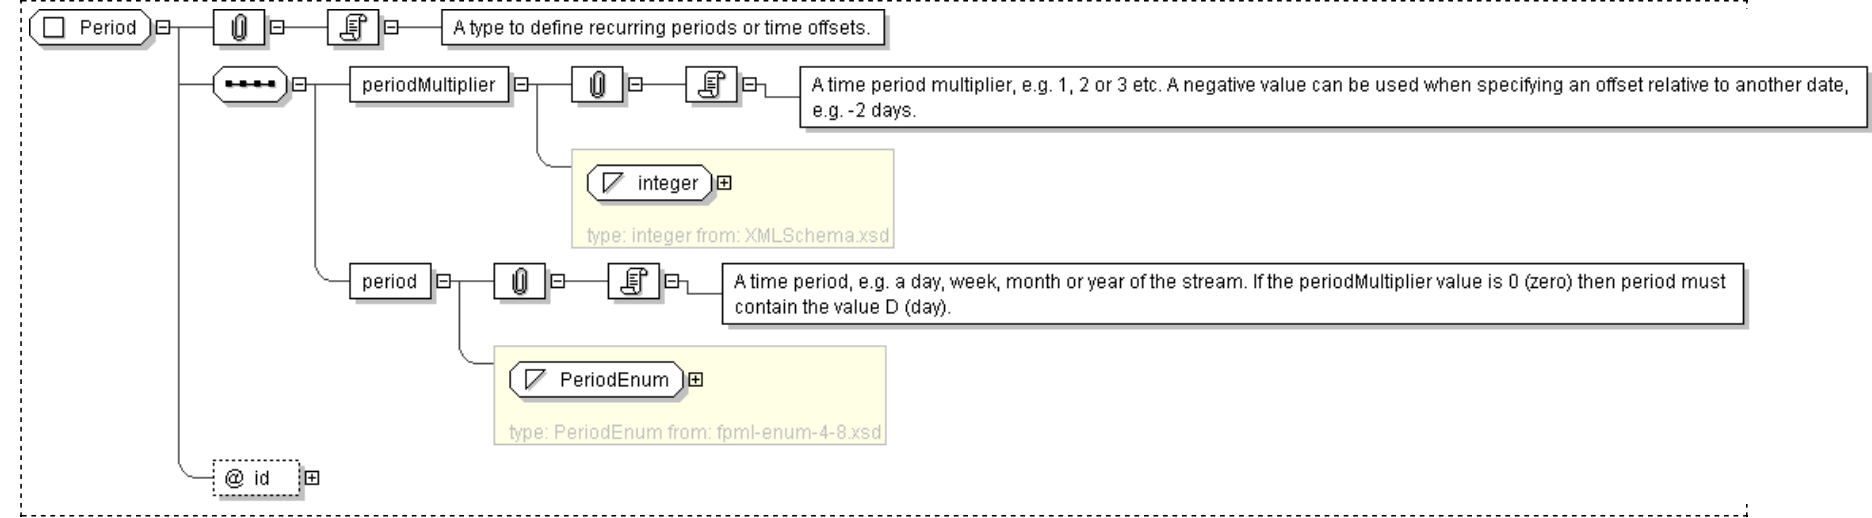 Period
A type to define recurring periods or time offsets.
periodMultiplier
A time period multiplier, e.g. 1, 2 or 3 etc. A negative value can be used when specifying an offset relative to another date,
e.g. -2 days.
integer
type: integer from: XMLSchema.xsd
period
A time period, e.g. a day, week, month or year of the stream. If the periodMultiplier value is 0 (zero) then period must
contain the value D (day).
PeriodEnum
type: PeriodEnum from: fpml-enum-4-8.xsd
@ id